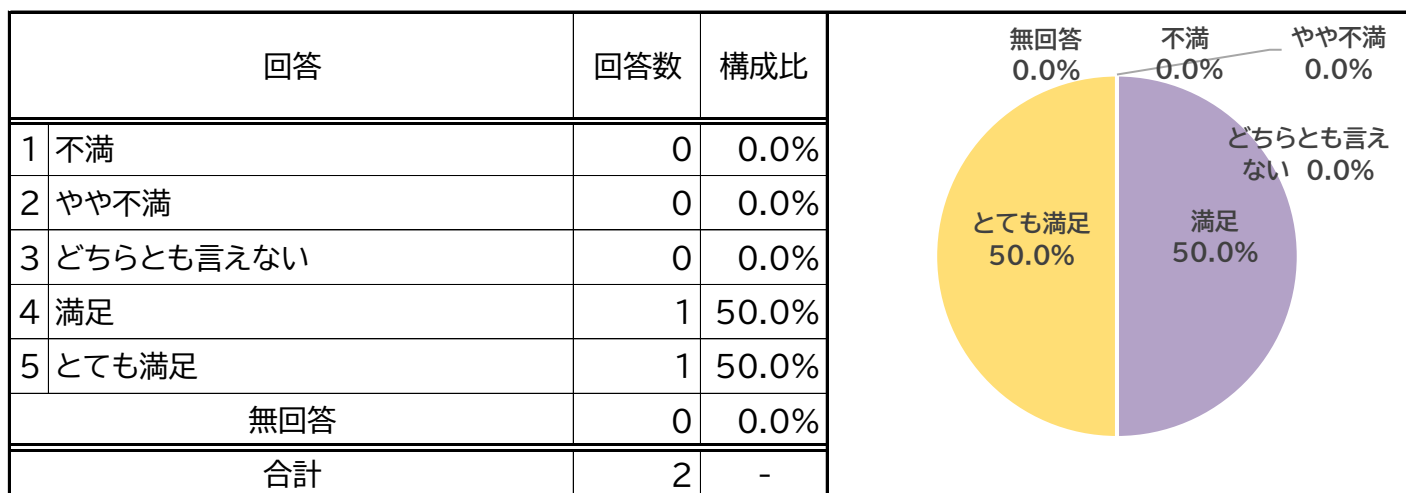 回答 回答数 構成比
1 不満 0 0.0%
2 やや不満 0 0.0%
3 どちらとも言えない 0 0.0%
4 満足 1 50.0%
5 とても満足 1 50.0%
無回答 0 0.0%
合計 2 -
無回答
0.0%
不満
0.0%
やや不満
0.0%
どちらとも言え
ない 0.0%
とても満足
50.0%
満足
50.0%